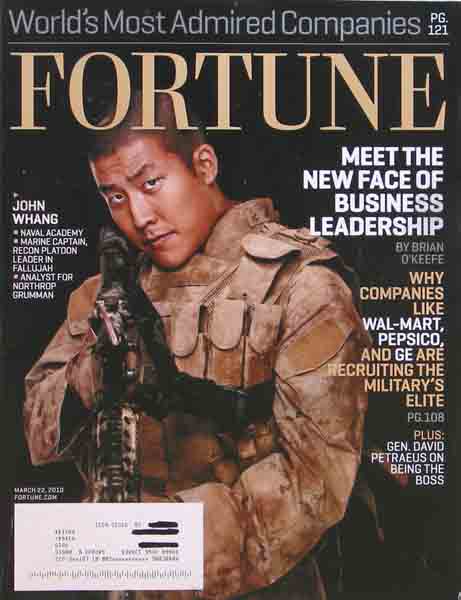 World's Most Admired Companies
PG.
121
FORTUNE
MEET THE
NEW FACE OF
BUSINESS
LEADERSHIP
BY BRIAN
O'KEEFE
JOHN
WHANG
NAVAL ACADEMY
MARINE CAPTAIN,
RECON PLATOON
LEADER IN
FALLUJAH
ANALYST FOR
NORTHROP
GRUMMAN
WHY
COMPANIES
LIKE
WAL-MART,
PEPSICO,
AND GE ARE
RECRUITING THE
MILITARY'S
ELITE
PG.108
PLUS:
GEN. DAVID
PETRAEUS ON
BEING THE
BOSS
MARCH 22, 2010
FORTUNE.COM